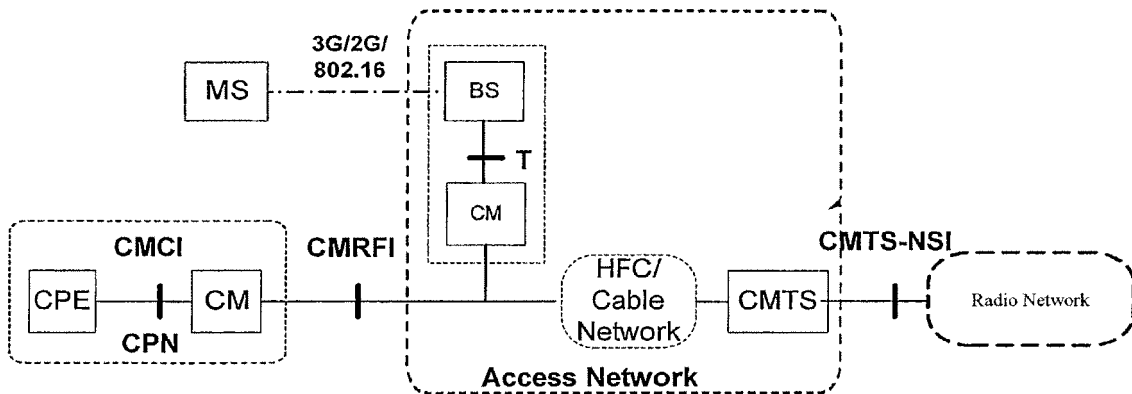 3G/2G/
802.16
MS
BS
T
CM
CMCI
CMRFI
CMTS-NSI
CPE
CM
HFC/
Cable
Network
CMTS
Radio Network
CPN
Access Network